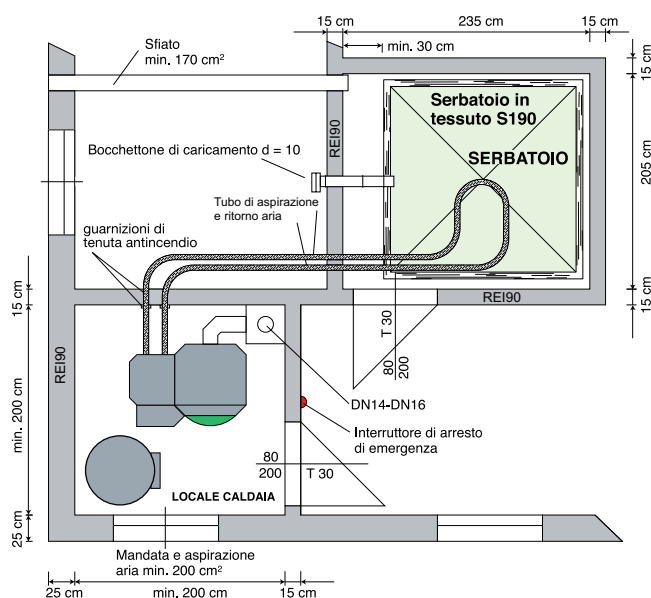 15 cm
235 cm
15 cm
Sfiato
min. 170 cm²
min. 30 cm
15 cm
Serbatoio in
tessuto S190
SERBATOIO
REI90
Bocchettone di caricamento d = 10
205 cm
Tubo di aspirazione
e ritorno aria
guarnizioni di
tenuta antincendio
15 cm
REI90
15 cm
T 30
80
200
REI90
min. 200 cm
DN14-DN16
Interruttore di arresto
di emergenza
80
200
T 30
LOCALE CALDAIA
25 cm
Mandata e aspirazione
aria min. 200 cm²
25 cm
min. 200 cm
15 cm